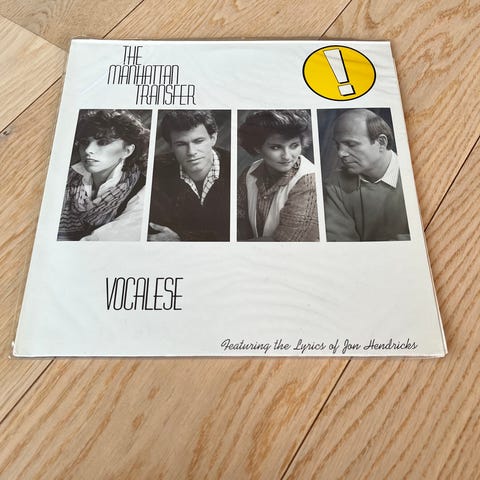 THE
MANHATTAN
TRANSFER
!
VOCALESE
Featuring the Lyrics of Jon Hendricks